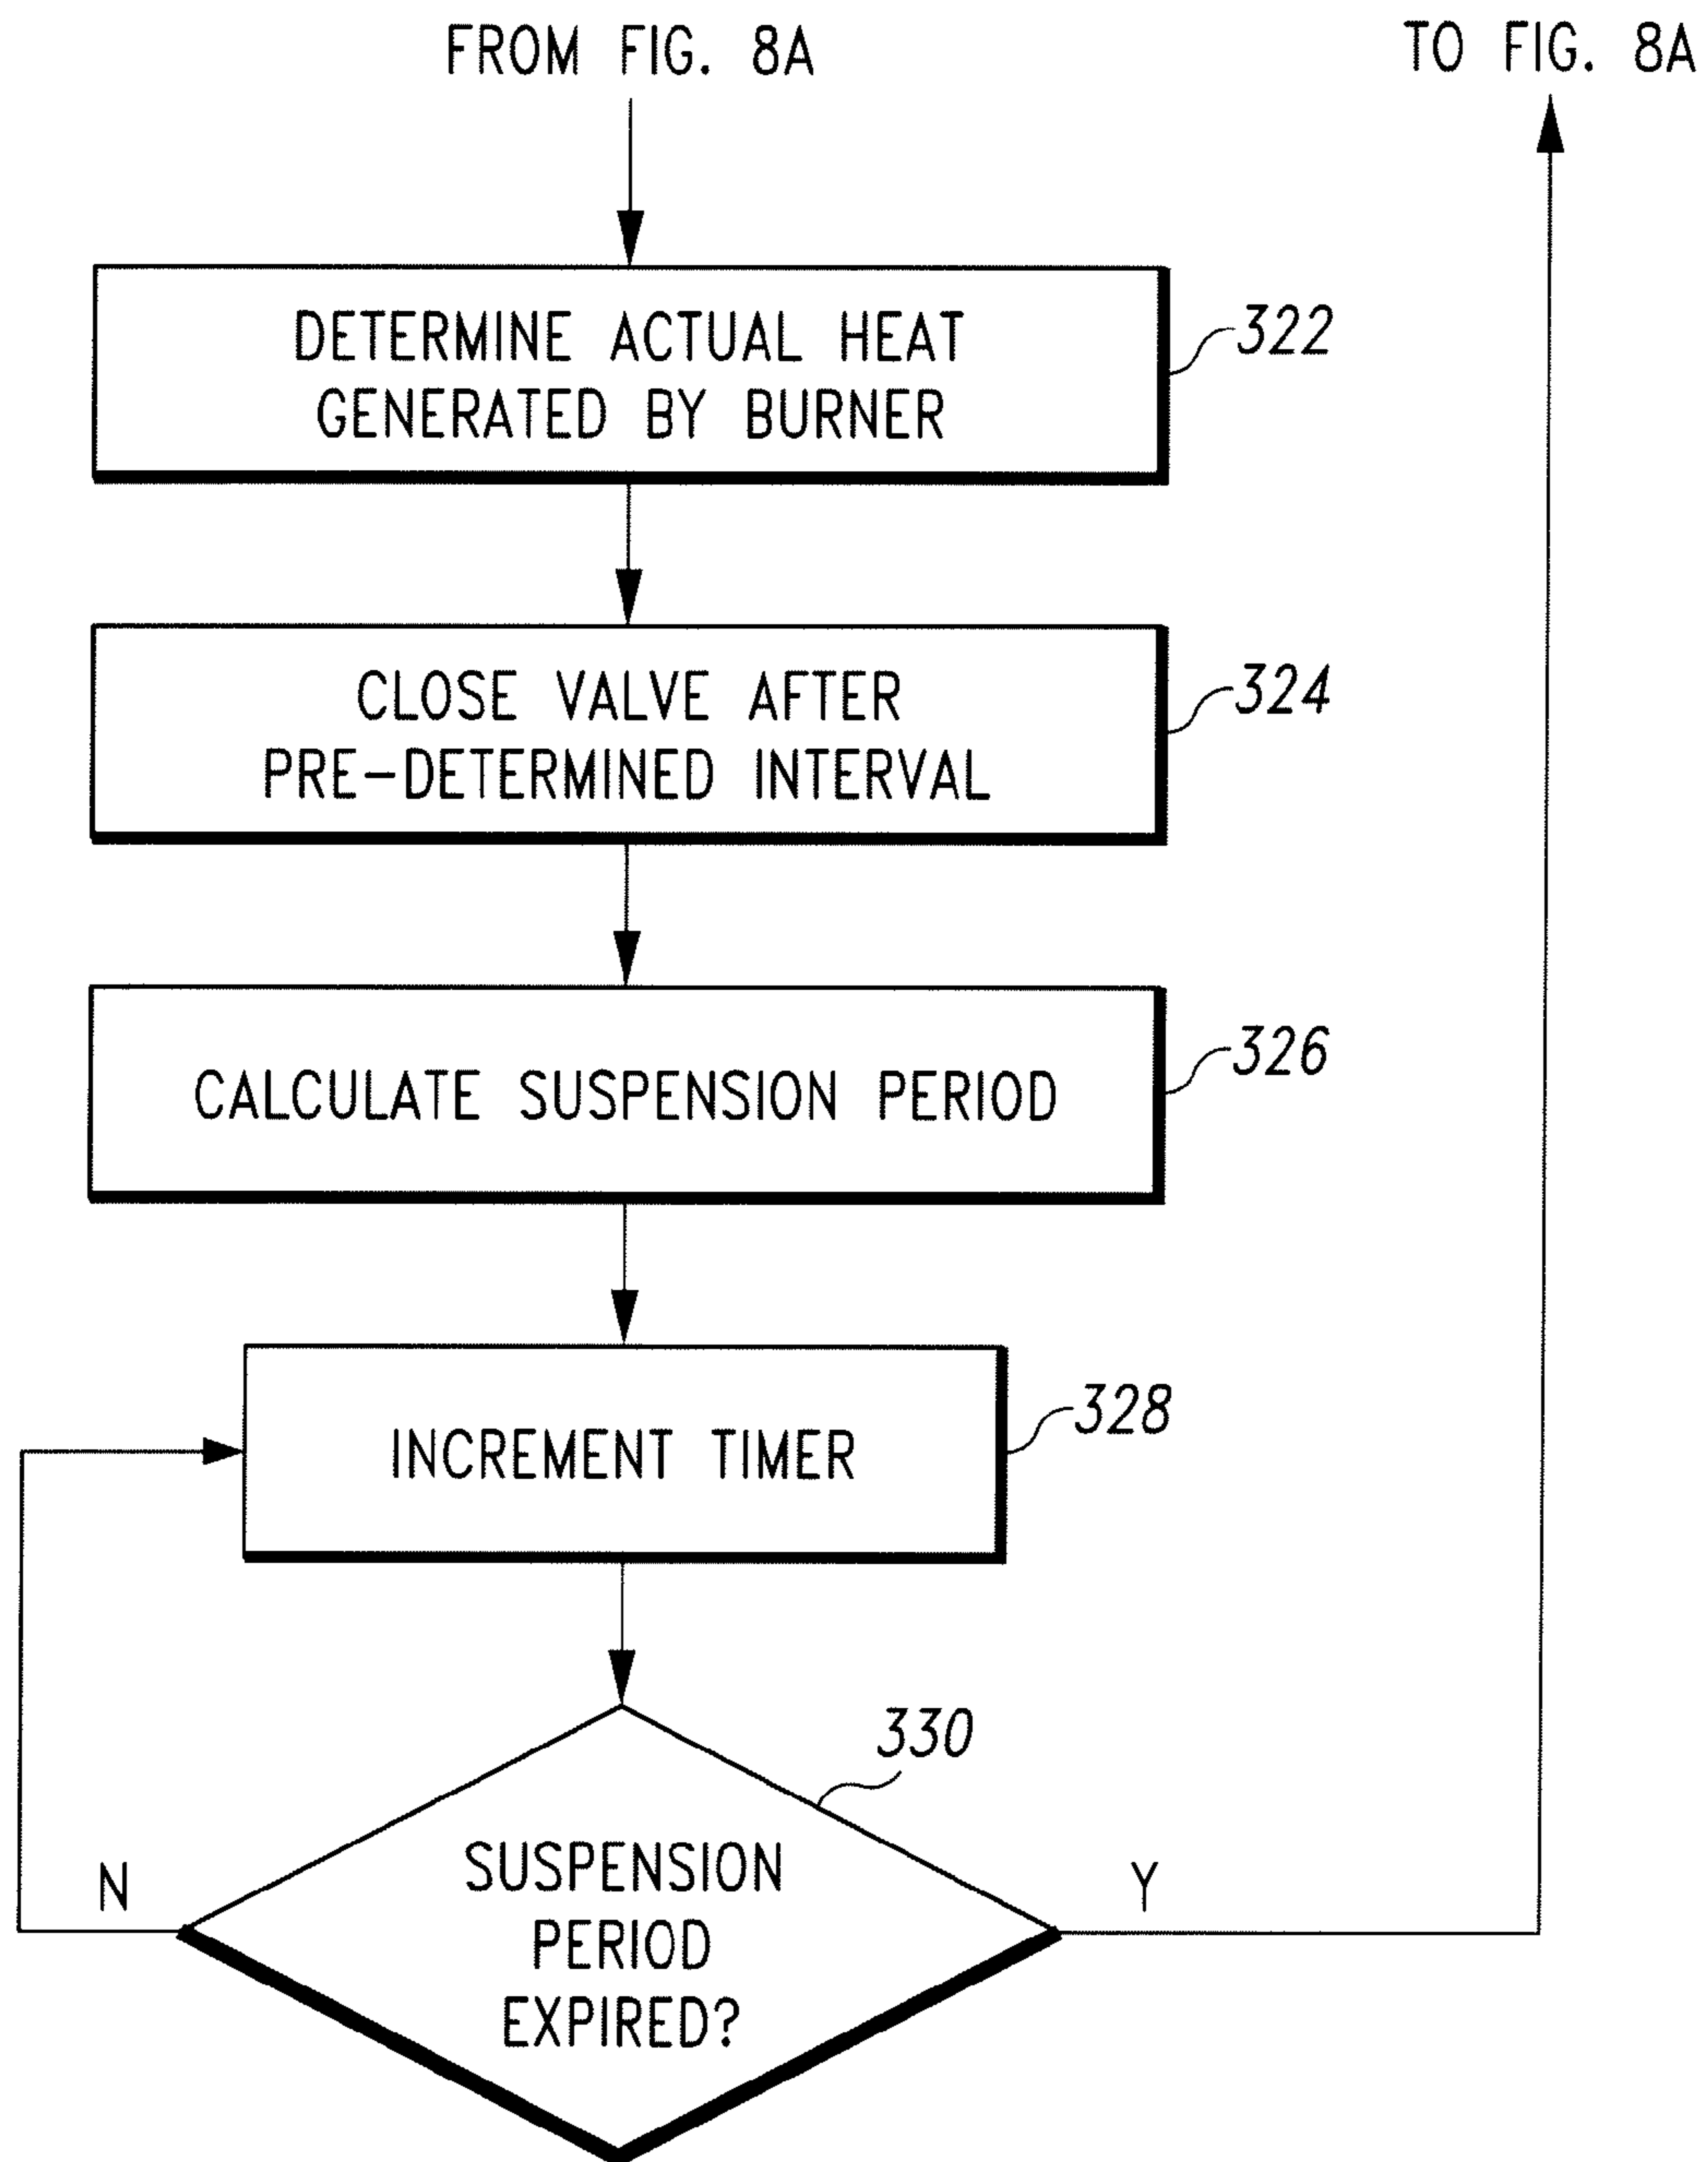 FROM FIG. 8A
TO FIG. 8A
DETERMINE ACTUAL HEAT
GENERATED BY BURNER
322
CLOSE VALVE AFTER
PRE-DETERMINED INTERVAL
324
CALCULATE SUSPENSION PERIOD
326
INCREMENT TIMER
328
330
SUSPENSION
PERIOD
EXPIRED?
N
Y